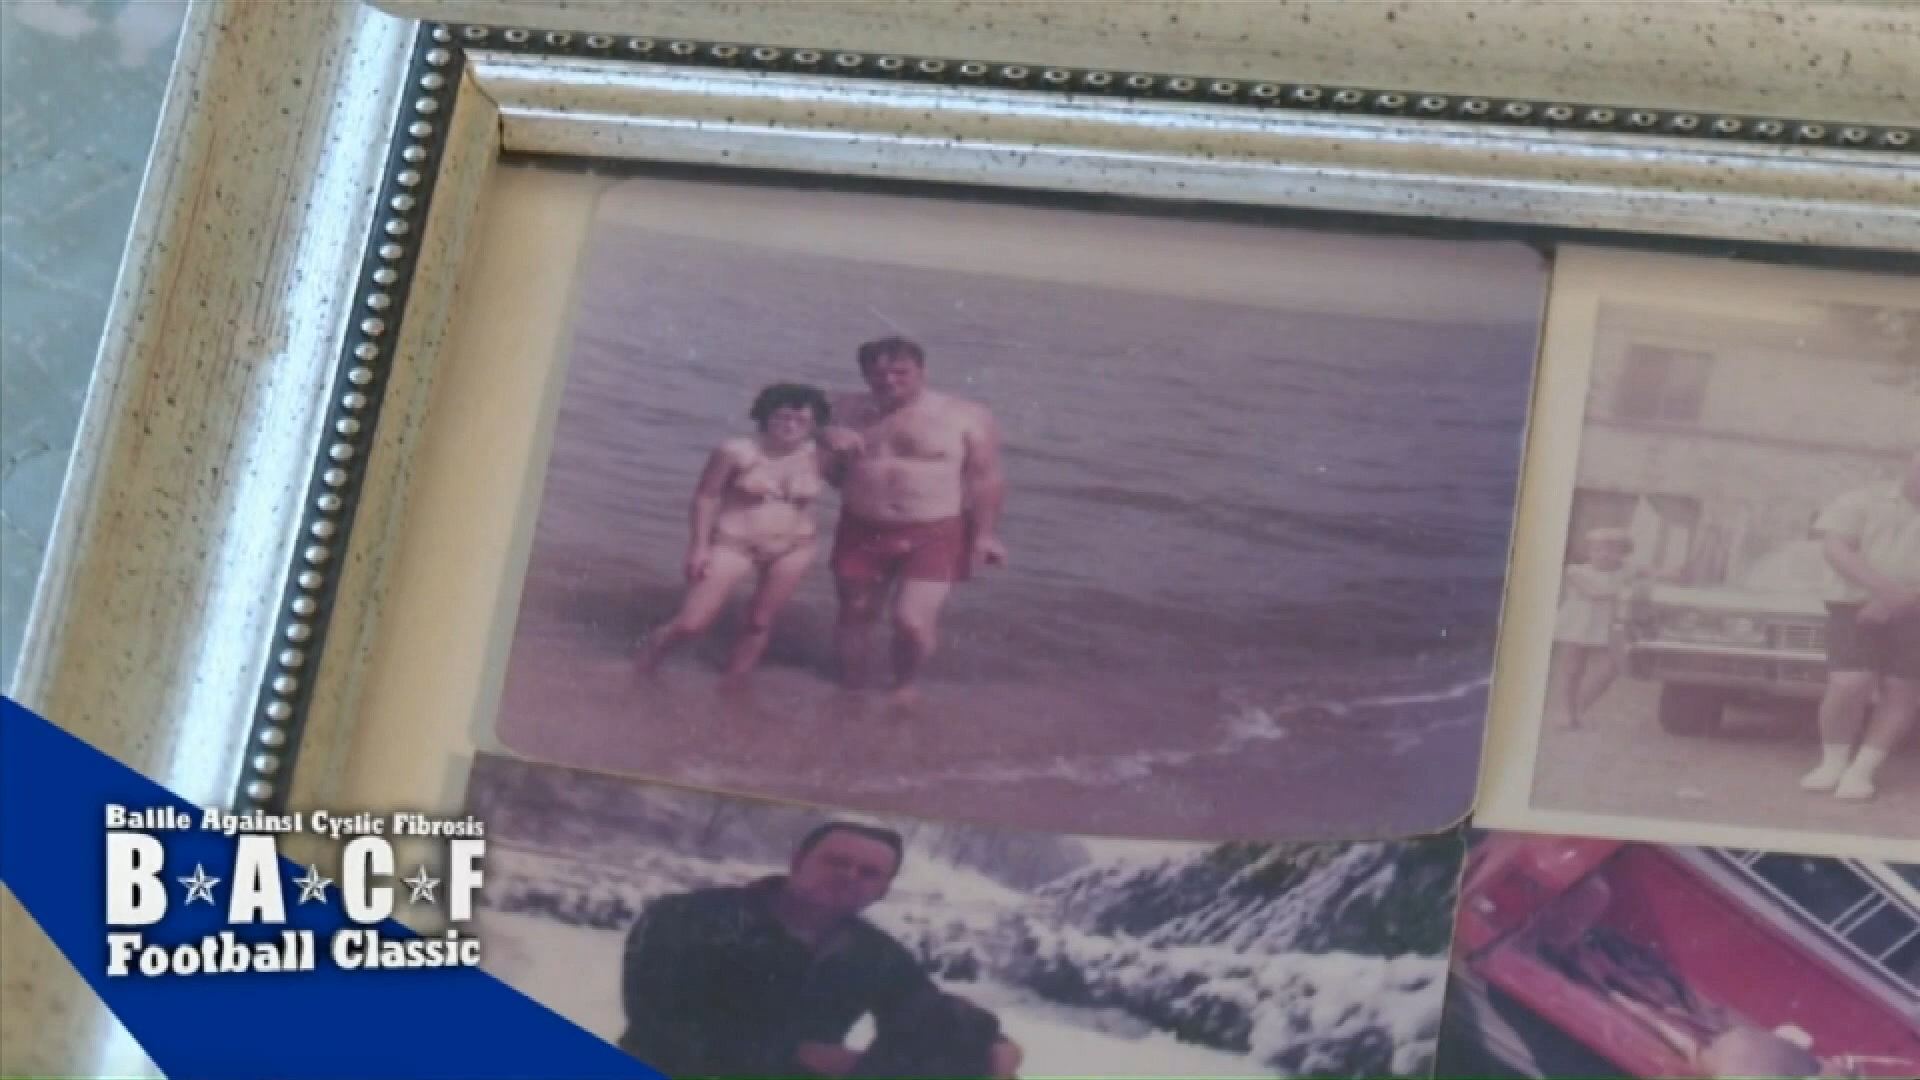 Battle Against Cystic Fibrosis
B★A★C★F
Football Classic